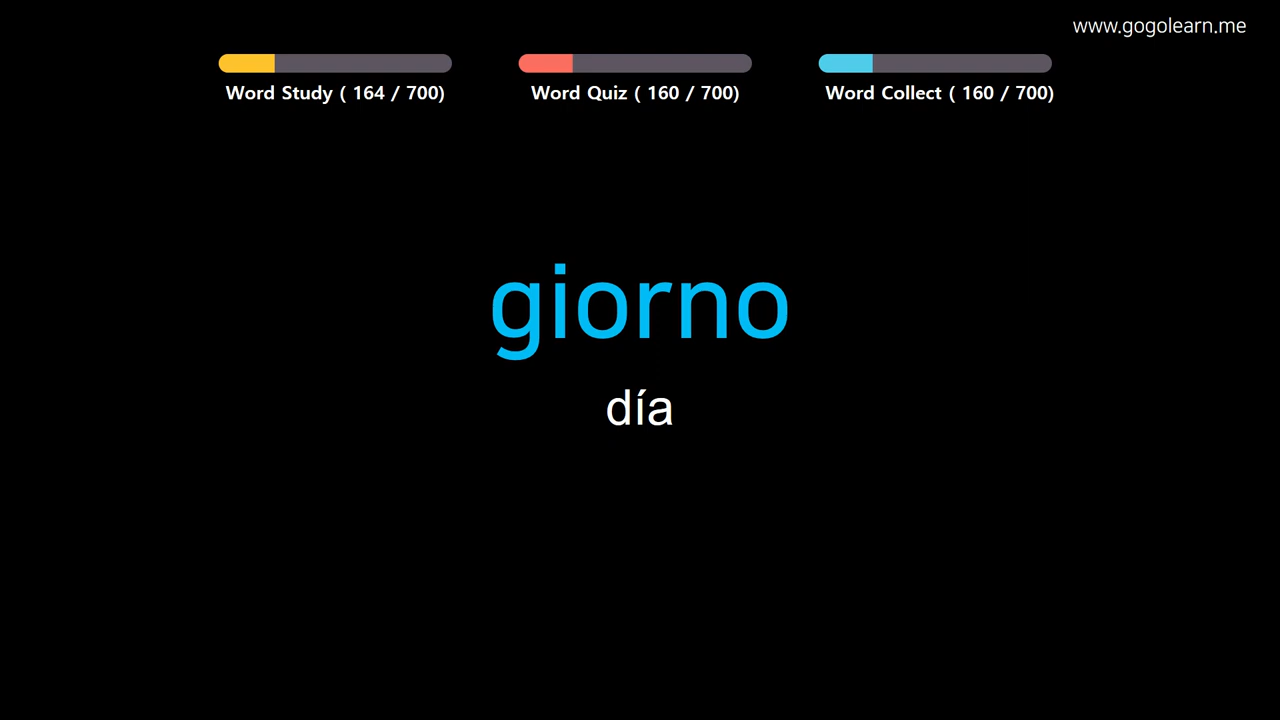 www.gogolearn.me
Word Study ( 164 / 700)
Word Quiz ( 160 / 700)
Word Collect ( 160 / 700)
giorno
día